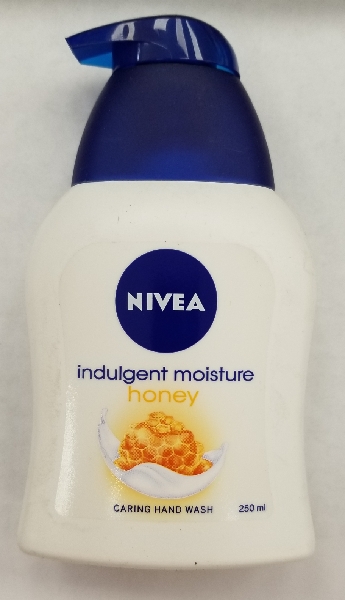 NIVEA
indulgent moisture
honey
CARING HAND WASH 250 ml